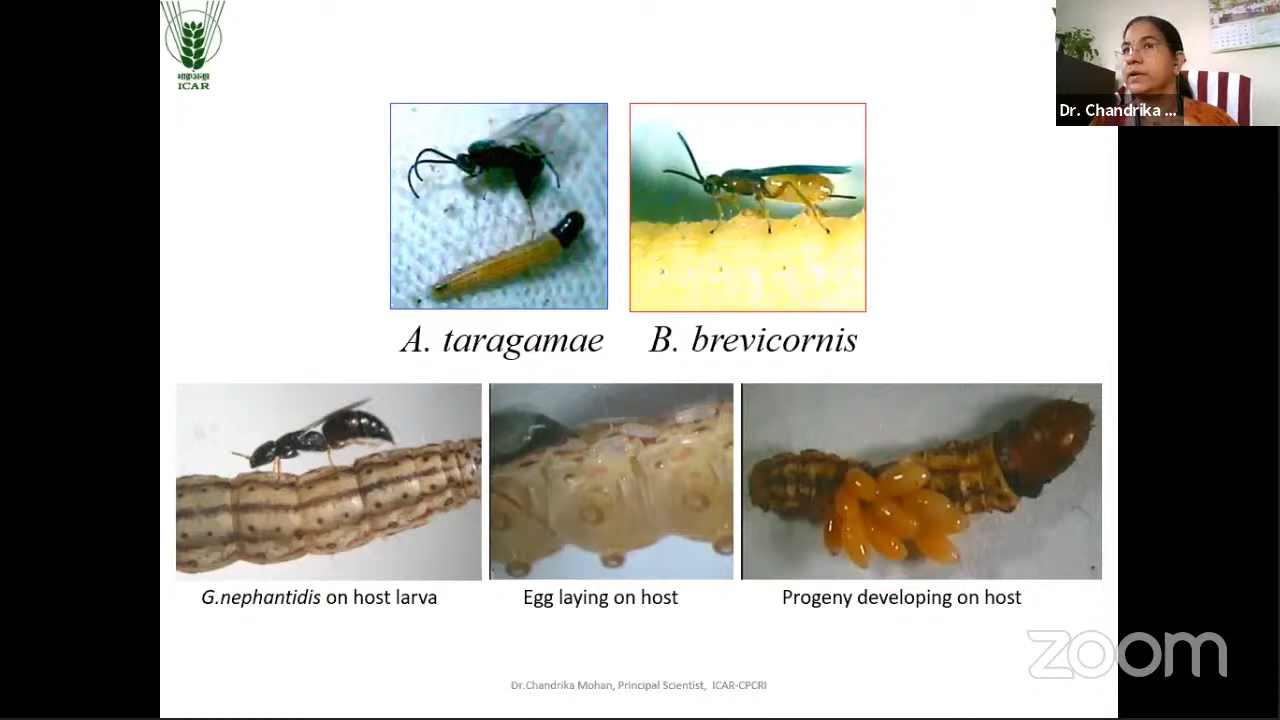 ICAR
Dr. Chandrika ...
A. taragamae
B. brevicornis
G.nephantidis on host larva
Egg laying on host
Progeny developing on host
zoom
Dr.Chandrika Mohan, Principal Scientist, ICAR-CPCRI